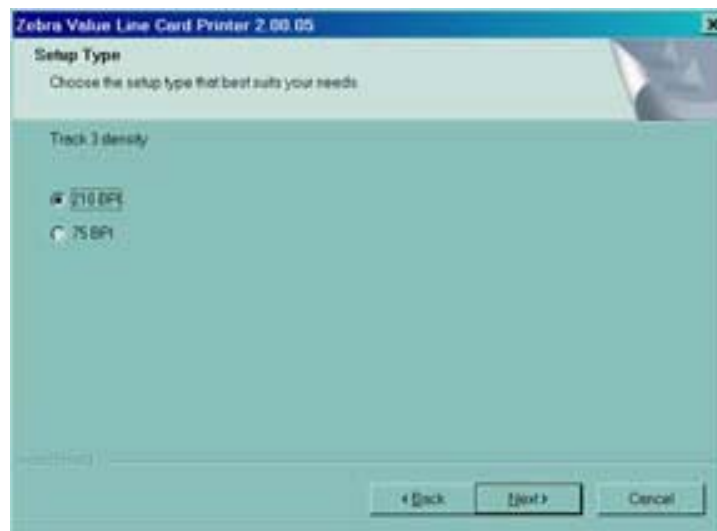 Zebra Value Line Card Printer 2.00.05
Setup Type
Choose the setup type that best suits your needs
Track 3 density
210 BPI
75 BPI
InstallShield
< Back
Next >
Cancel